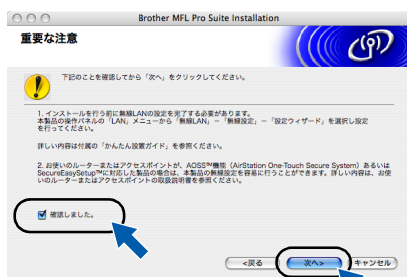 Brother MFL Pro Suite Installation
重要な注意
下記のことを確認してから「次へ」をクリックしてください。
1. インストールを行う前に無線LANの設定を完了する必要があります。
本製品の操作パネルの「LAN」メニューから「無線LAN」－「無線設定」－「設定ウィザード」を選択し設定
を行ってください。
詳しい内容は付属の「かんたん設置ガイド」を参照ください。
2. お使いのルーターまたはアクセスポイントが、AOSS™機能（AirStation One-Touch Secure System）あるいは
SecureEasySetup™に対応した製品の場合は、本製品の無線設定を容易に行うことができます。詳しい内容は、お使
いのルーターまたはアクセスポイントの取扱説明書を参照ください。
確認しました。
<戻る 次へ> キャンセル